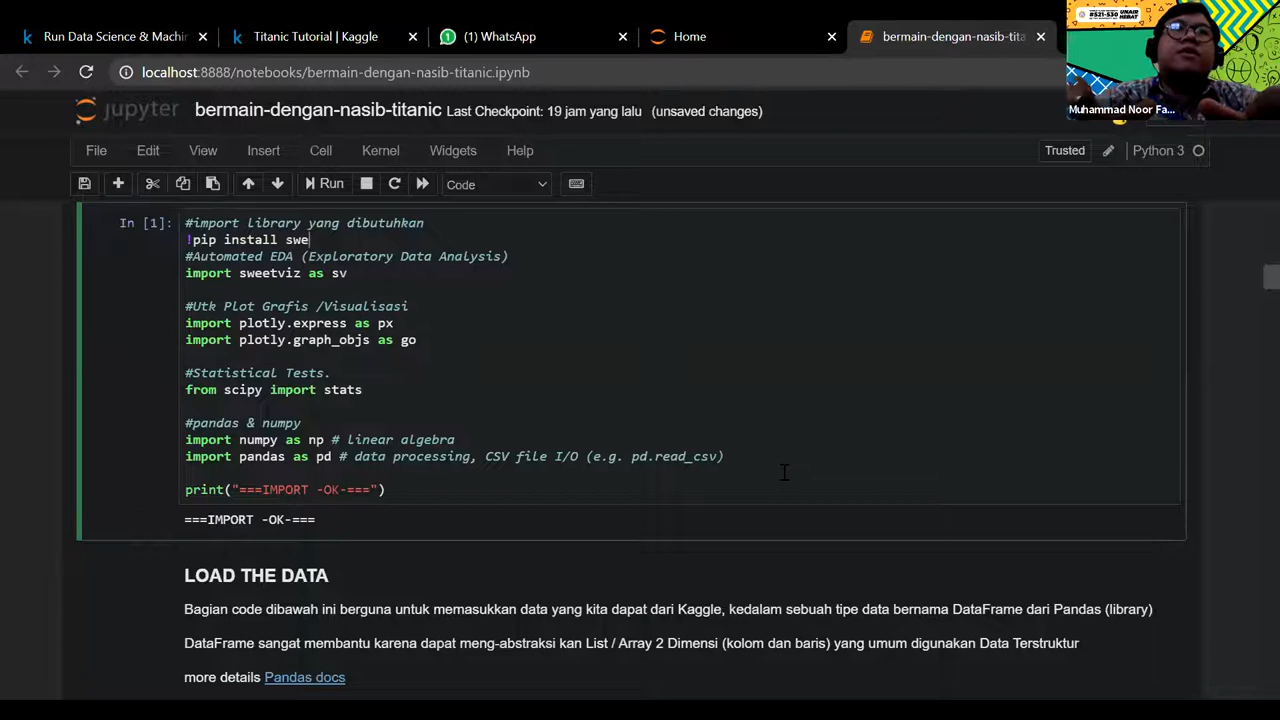 Run Data Science & Machin
Titanic Tutorial | Kaggle
(1) WhatsApp
Home
bermain-dengan-nasib-tita
#521-530
UNAIR
HEBAT
localhost:8888/notebooks/bermain-dengan-nasib-titanic.ipynb
Muhammad Noor Fa...
jupyter
bermain-dengan-nasib-titanic Last Checkpoint: 19 jam yang lalu (unsaved changes)
File Edit View Insert Cell Kernel Widgets Help
Trusted
Python 3
Run
Code
In [1]:
#import library yang dibutuhkan
!pip install swe
#Automated EDA (Exploratory Data Analysis)
import sweetviz as sv
#Utk Plot Grafis /Visualisasi
import plotly.express as px
import plotly.graph_objs as go
#Statistical Tests.
from scipy import stats
#pandas & numpy
import numpy as np # linear algebra
import pandas as pd # data processing, CSV file I/O (e.g. pd.read_csv)
print("===IMPORT -OK-===")
===IMPORT -OK-===
LOAD THE DATA
Bagian code dibawah ini berguna untuk memasukkan data yang kita dapat dari Kaggle, kedalam sebuah tipe data bernama DataFrame dari Pandas (library)
DataFrame sangat membantu karena dapat meng-abstraksi kan List / Array 2 Dimensi (kolom dan baris) yang umum digunakan Data Terstruktur
more details Pandas docs